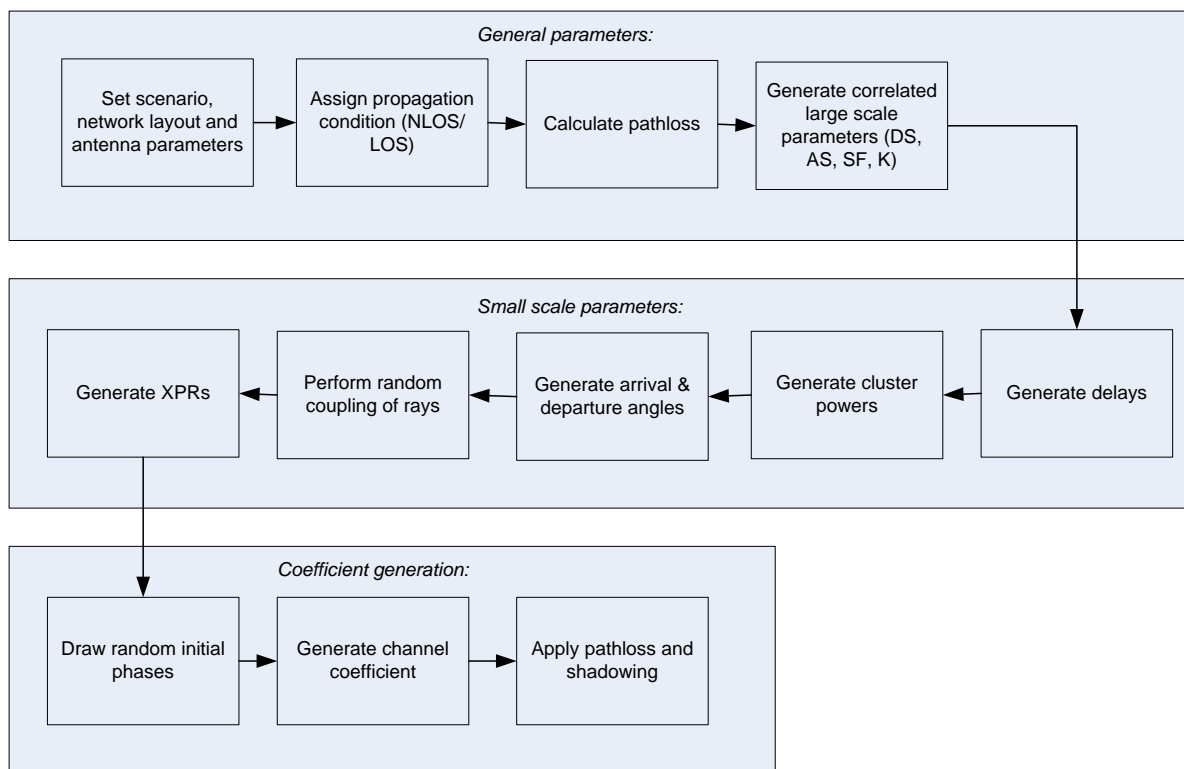 General parameters:
Set scenario,
network layout and
antenna parameters
Assign propagation
condition (NLOS/
LOS)
Calculate pathloss
Generate correlated
large scale
parameters (DS,
AS, SF, K)
Small scale parameters:
Generate XPRs
Perform random
coupling of rays
Generate arrival &
departure angles
Generate cluster
powers
Generate delays
Coefficient generation:
Draw random initial
phases
Generate channel
coefficient
Apply pathloss and
shadowing